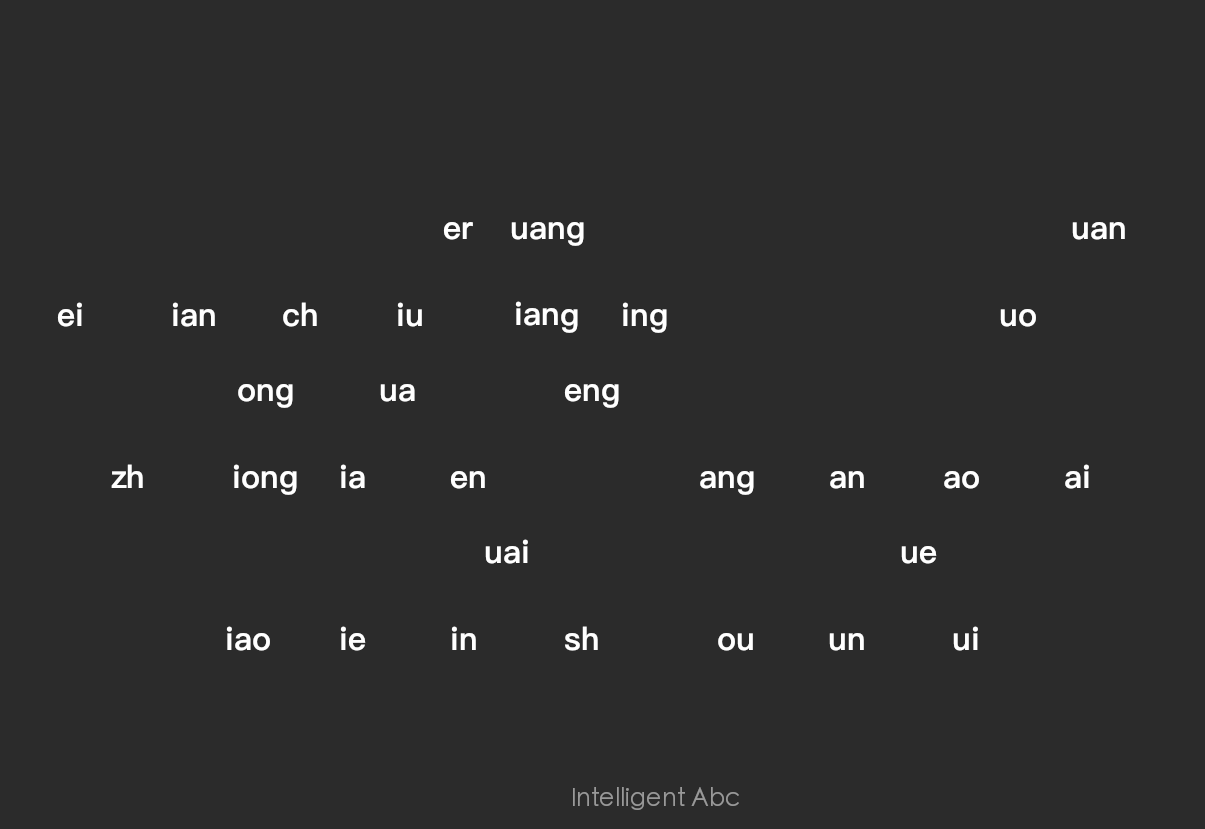 er uang uan
ei ian ch iu iang ing uo
ong ua eng
zh iong ia en ang an ao ai
uai ue
iao ie in sh ou un ui
Intelligent Abc